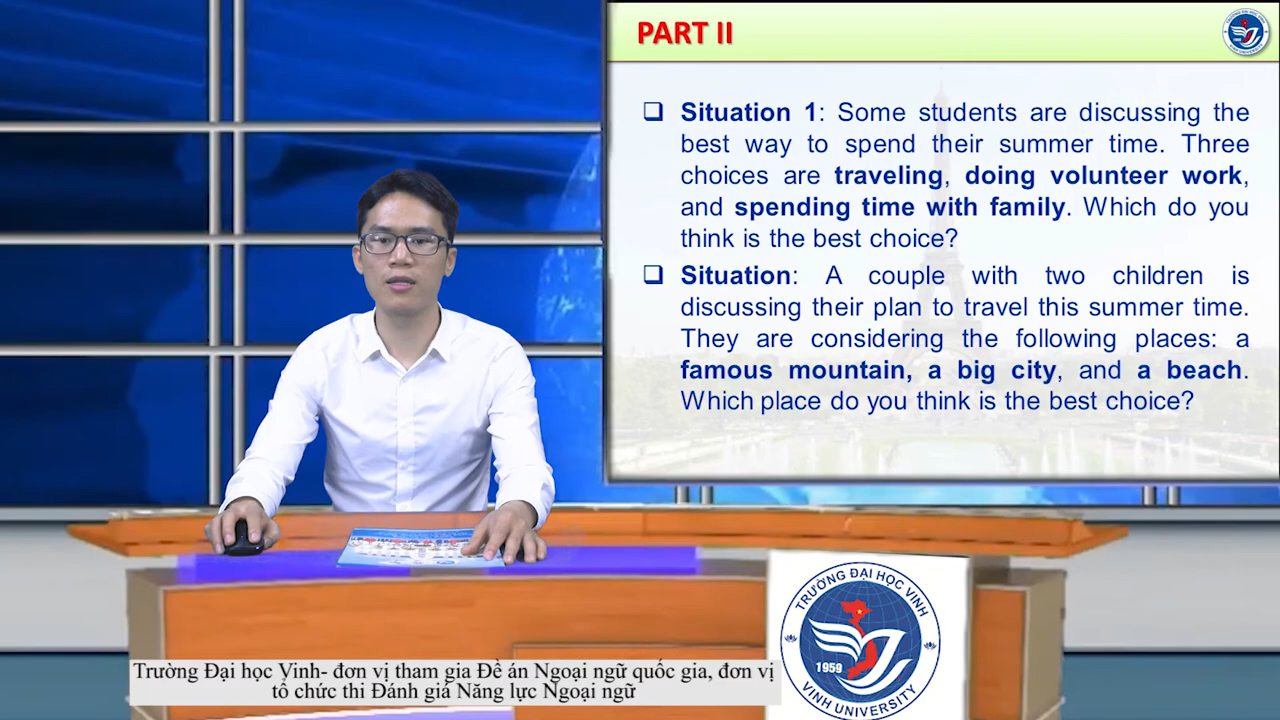 PART II
❑ Situation 1: Some students are discussing the
best way to spend their summer time. Three
choices are traveling, doing volunteer work,
and spending time with family. Which do you
think is the best choice?
❑ Situation: A couple with two children is
discussing their plan to travel this summer time.
They are considering the following places: a
famous mountain, a big city, and a beach.
Which place do you think is the best choice?
TRƯỜNG ĐẠI HỌC VINH
1959
VINH UNIVERSITY
Trường Đại học Vinh- đơn vị tham gia Đề án Ngoại ngữ quốc gia, đơn vị
tổ chức thi Đánh giá Năng lực Ngoại ngữ